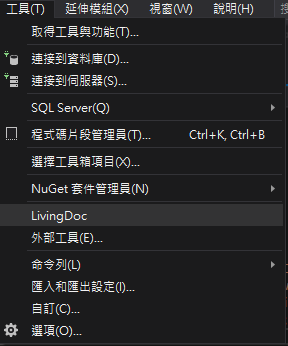 工具(T) 延伸模組(X) 視窗(W) 說明(H)
取得工具與功能(T)...
連接到資料庫(D)...
連接到伺服器(S)...
SQL Server(Q)
程式碼片段管理員(T)... Ctrl+K, Ctrl+B
選擇工具箱項目(X)...
NuGet 套件管理員(N)
LivingDoc
外部工具(E)...
命令列(L)
匯入和匯出設定(I)...
自訂(C)...
選項(O)...